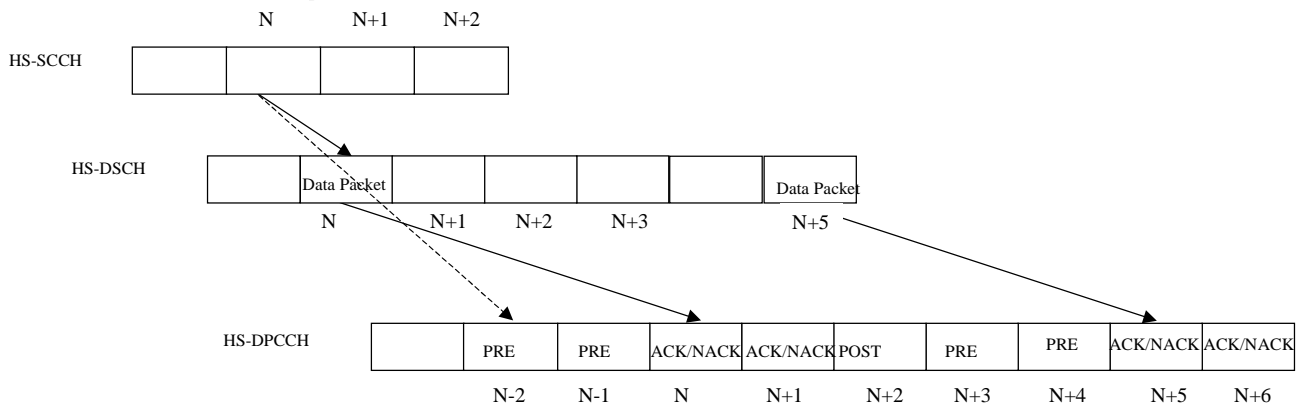 N N+1 N+2
HS-SCCH
HS-DSCH
Data Packet Data Packet
N N+1 N+2 N+3 N+5
HS-DPCCH
PRE PRE ACK/NACK ACK/NACK POST PRE PRE ACK/NACK ACK/NACK
N-2 N-1 N N+1 N+2 N+3 N+4 N+5 N+6